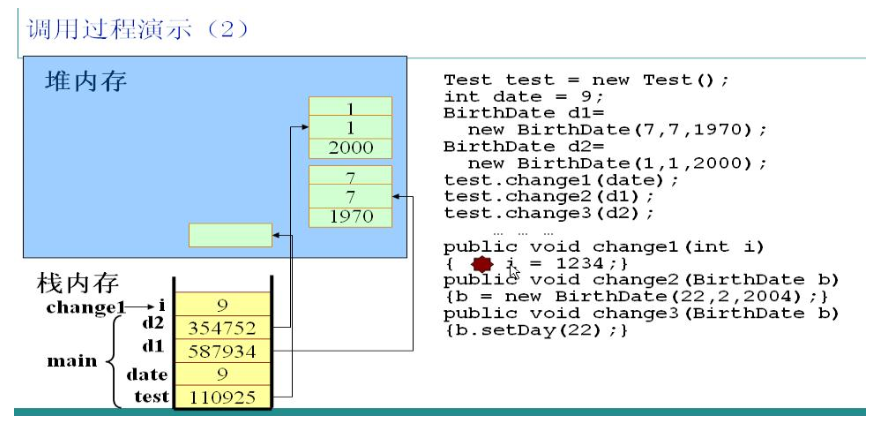 调用过程演示（2）
堆内存
1
1
2000
7
7
1970
栈内存
change1
i
9
d2
354752
d1
587934
main
date
9
test
110925
Test test = new Test();
int date = 9;
BirthDate d1=
new BirthDate(7,7,1970);
BirthDate d2=
new BirthDate(1,1,2000);
test.change1(date);
test.change2(d1);
test.change3(d2);
… … …
public void change1(int i)
{ i = 1234;}
public void change2(BirthDate b)
{b = new BirthDate(22,2,2004);}
public void change3(BirthDate b)
{b.setDay(22);}